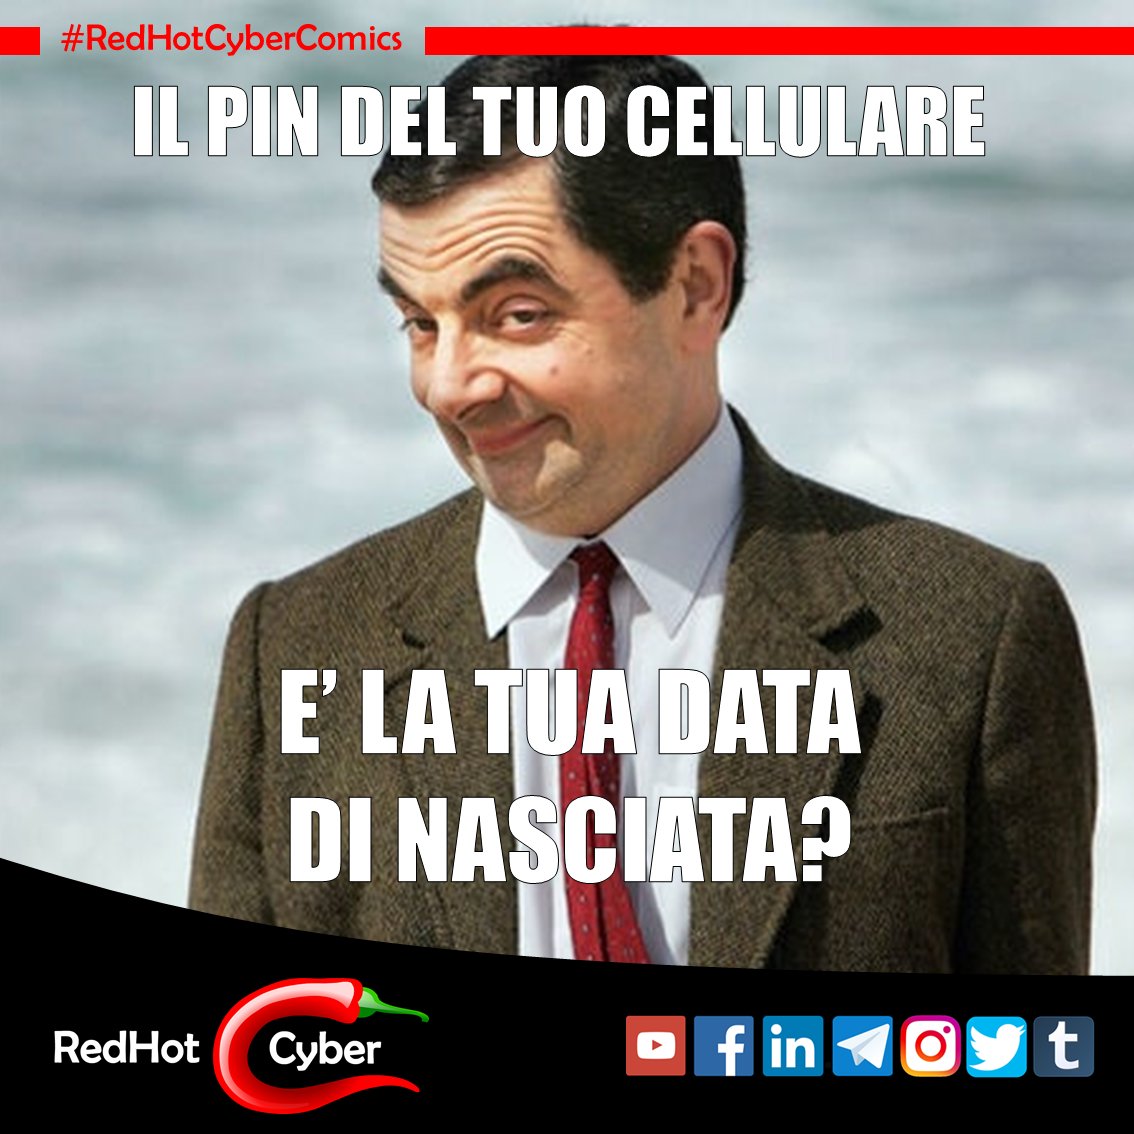 #RedHotCyberComics
IL PIN DEL TUO CELLULARE
E' LA TUA DATA
DI NASCIATA?
RedHot Cyber